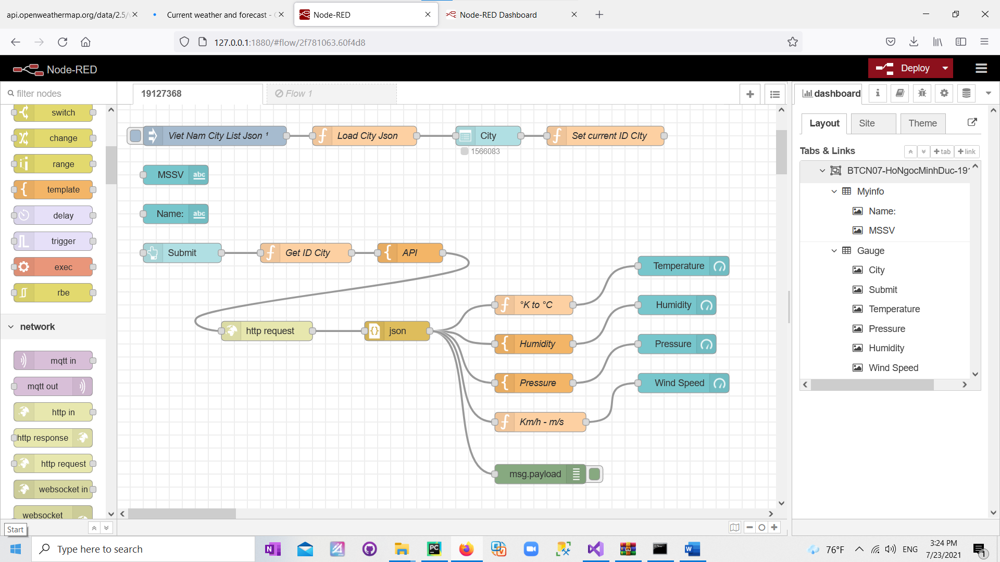 api.openweathermap.org/data/2.5/
Current weather and forecast -
Node-RED
Node-RED Dashboard
127.0.0.1:1880/#flow/2f781063.60f4d8
Node-RED
Deploy
filter nodes
19127368
Flow 1
dashboard
i
switch
change
range
template
delay
trigger
exec
rbe
network
mqtt in
mqtt out
http in
http response
http request
websocket in
websocket
Viet Nam City List Json ¹
Load City Json
City
1566083
Set current ID CIty
MSSV
abc
Name:
abc
Submit
Get ID City
API
http request
json
°K to °C
Humidity
Pressure
Km/h - m/s
msg.payload
Temperature
Humidity
Pressure
Wind Speed
Layout
Site
Theme
Tabs & Links
tab
link
BTCN07-HoNgocMinhDuc-19
Myinfo
Name:
MSSV
Gauge
City
Submit
Temperature
Pressure
Humidity
Wind Speed
Start
Type here to search
76°F
ENG
3:24 PM
7/23/2021
1